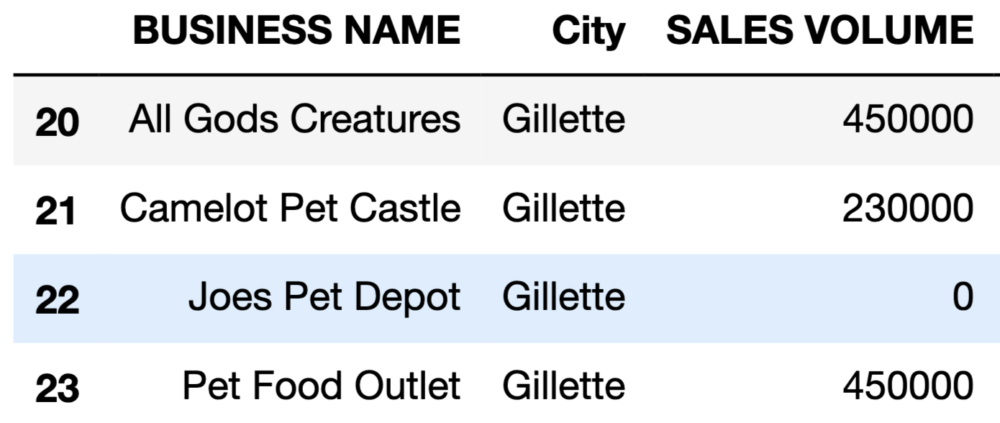 BUSINESS NAME City SALES VOLUME
20 All Gods Creatures Gillette 450000
21 Camelot Pet Castle Gillette 230000
22 Joes Pet Depot Gillette 0
23 Pet Food Outlet Gillette 450000